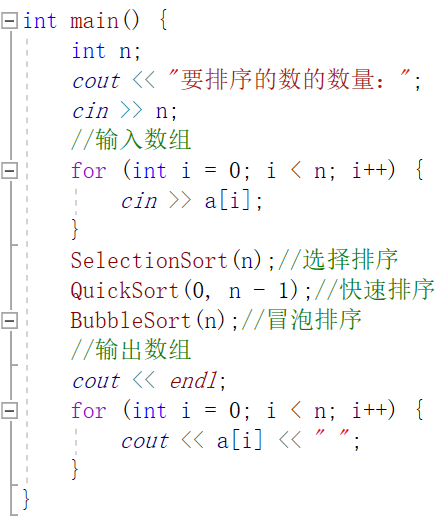 int main() {
    int n;
    cout << "要排序的数的数量：";
    cin >> n;
    //输入数组
    for (int i = 0; i < n; i++) {
        cin >> a[i];
    }
    SelectionSort(n);//选择排序
    QuickSort(0, n - 1);//快速排序
    BubbleSort(n);//冒泡排序
    //输出数组
    cout << endl;
    for (int i = 0; i < n; i++) {
        cout << a[i] << " ";
    }
}